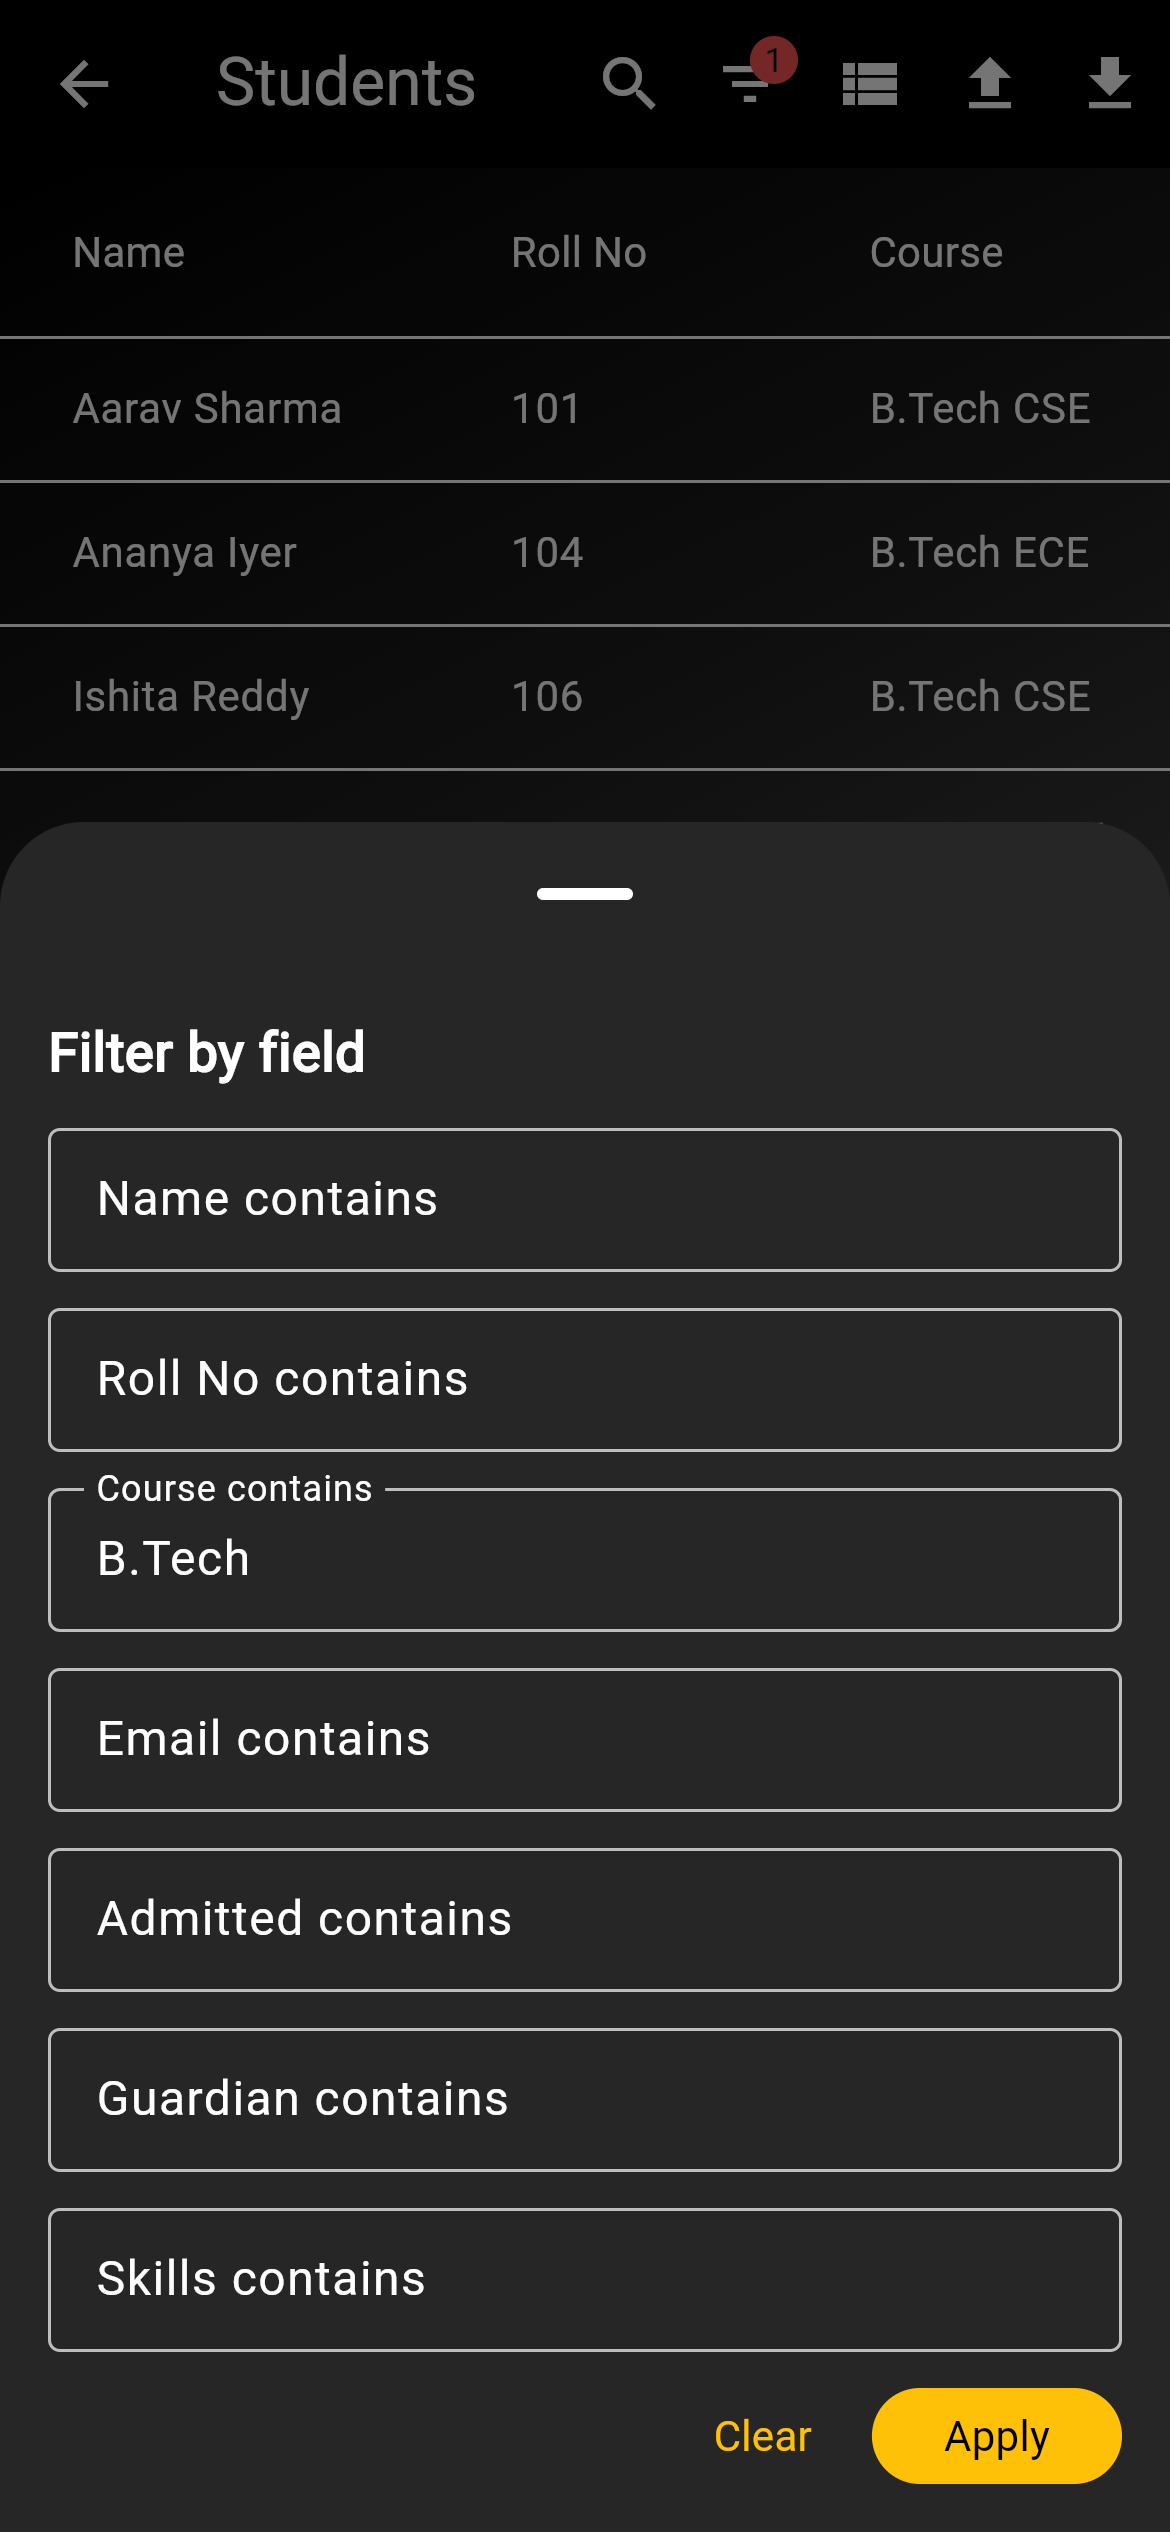 Students
1
Name Roll No Course
Aarav Sharma 101 B.Tech CSE
Ananya Iyer 104 B.Tech ECE
Ishita Reddy 106 B.Tech CSE
Filter by field
Name contains
Roll No contains
Course contains
B.Tech
Email contains
Admitted contains
Guardian contains
Skills contains
Clear Apply